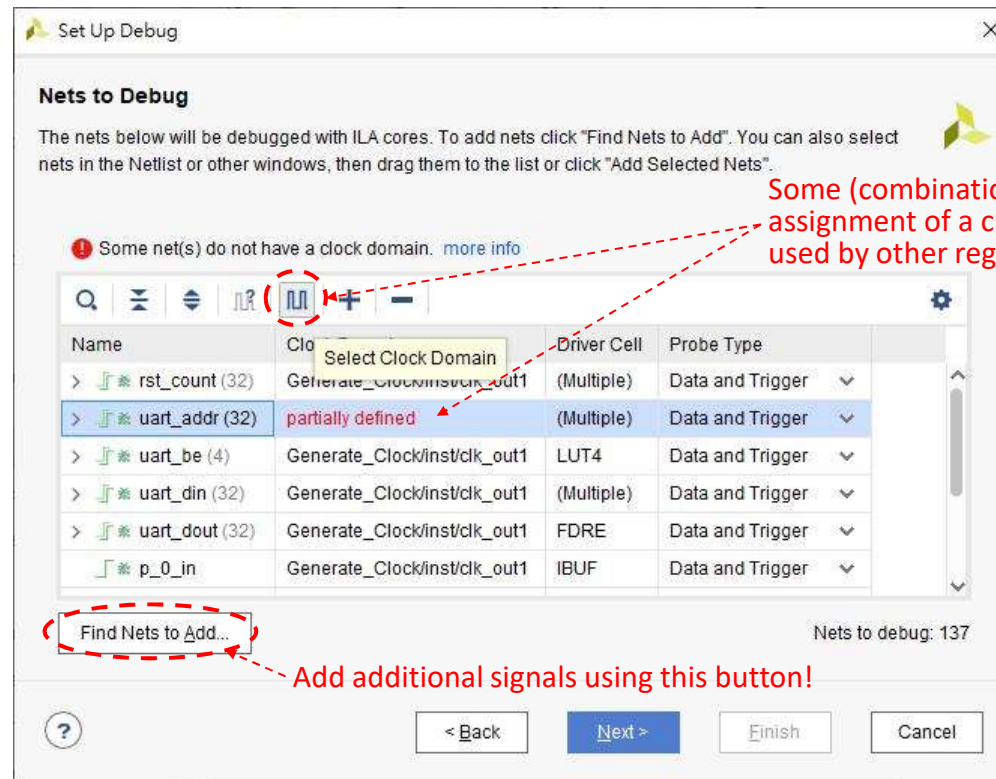 Set Up Debug
Nets to Debug
The nets below will be debugged with ILA cores. To add nets click "Find Nets to Add". You can also select
nets in the Netlist or other windows, then drag them to the list or click "Add Selected Nets".
Some
assignment of a
used by other
Some net(s) do not have a clock domain. more info
Name Driver Cell Probe Type
Select Clock Domain
rst_count (32) Generate_Clock/inst/clk_out1 (Multiple) Data and Trigger
uart_addr (32) partially defined (Multiple) Data and Trigger
uart_be (4) Generate_Clock/inst/clk_out1 LUT4 Data and Trigger
uart_din (32) Generate_Clock/inst/clk_out1 (Multiple) Data and Trigger
uart_dout (32) Generate_Clock/inst/clk_out1 FDRE Data and Trigger
p_0_in Generate_Clock/inst/clk_out1 IBUF Data and Trigger
Find Nets to Add... Nets to debug: 137
Add additional signals using this button!
? < Back Next > Finish Cancel